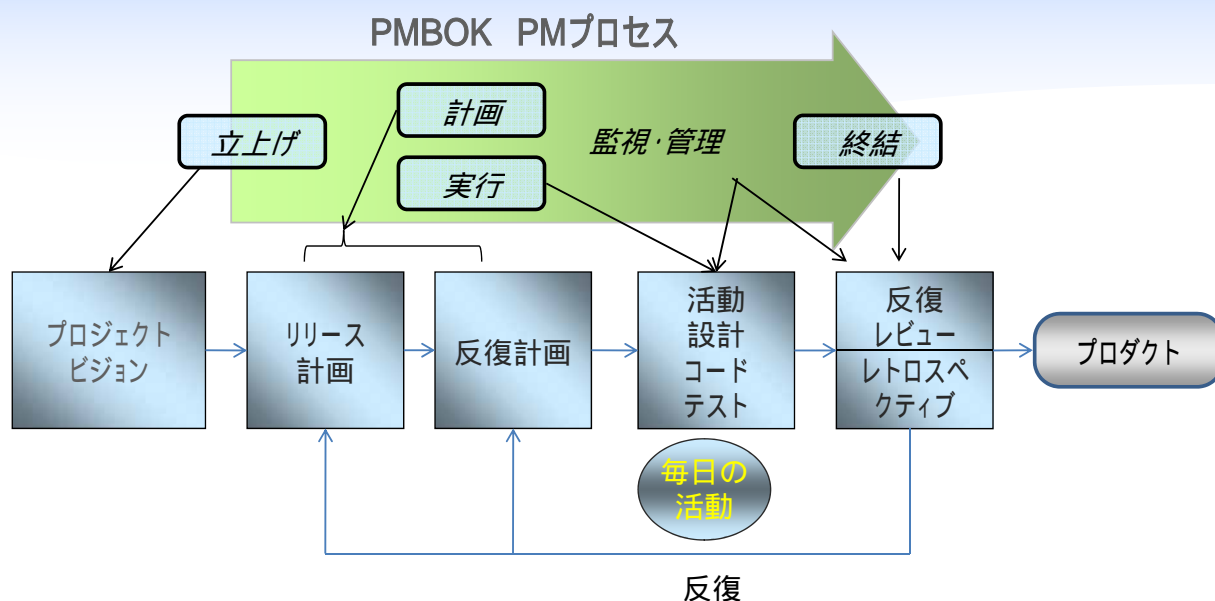 PMBOK PMプロセス
立上げ
計画
実行
監視・管理
終結
プロジェクト
ビジョン
リリース
計画
反復計画
活動
設計
コード
テスト
反復
レビュー
レトロスペ
クティブ
プロダクト
毎日の
活動
反復